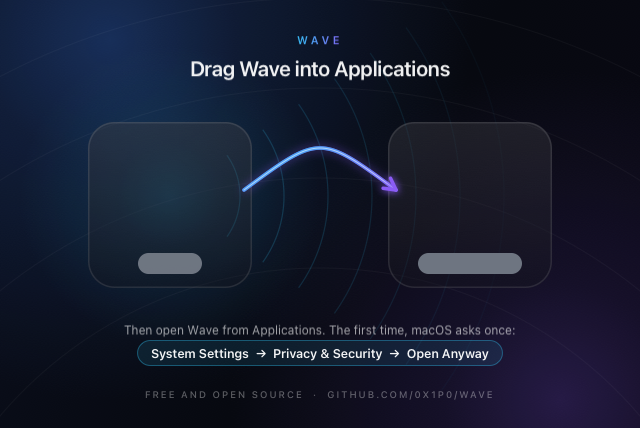 WAVE
Drag Wave into Applications
Then open Wave from Applications. The first time, macOS asks once:
System Settings → Privacy & Security → Open Anyway
FREE AND OPEN SOURCE · GITHUB.COM/0X1P0/WAVE